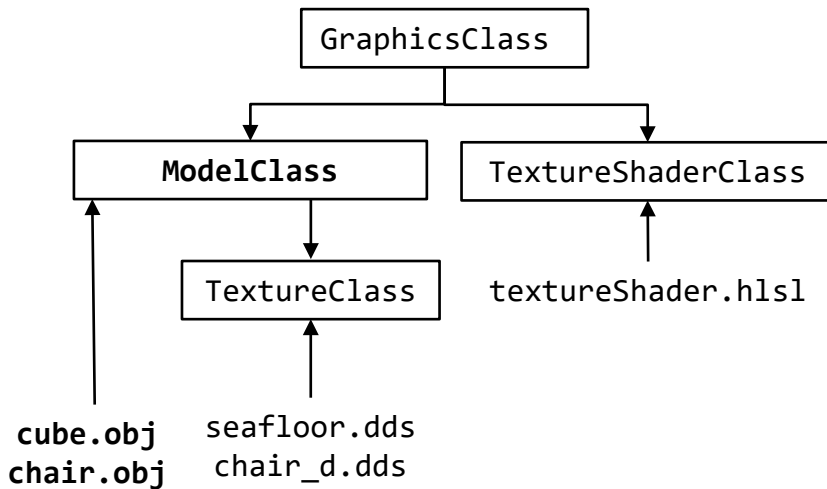 GraphicsClass
ModelClass
TextureShaderClass
TextureClass
textureShader.hlsl
cube.obj
chair.obj
seafloor.dds
chair_d.dds